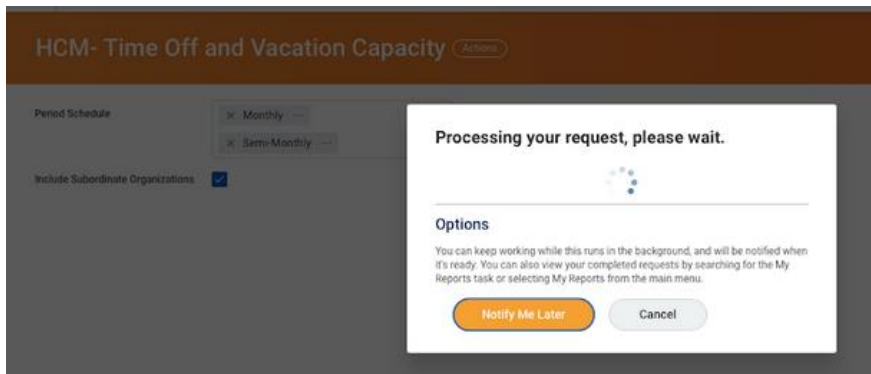 HCM- Time Off and Vacation Capacity Actions
Period Schedule
× Monthly ···
× Semi-Monthly ···
Include Subordinate Organizations
Processing your request, please wait.
Options
You can keep working while this runs in the background, and will be notified when
it's ready. You can also view your completed requests by searching for the My
Reports task or selecting My Reports from the main menu.
Notify Me Later
Cancel